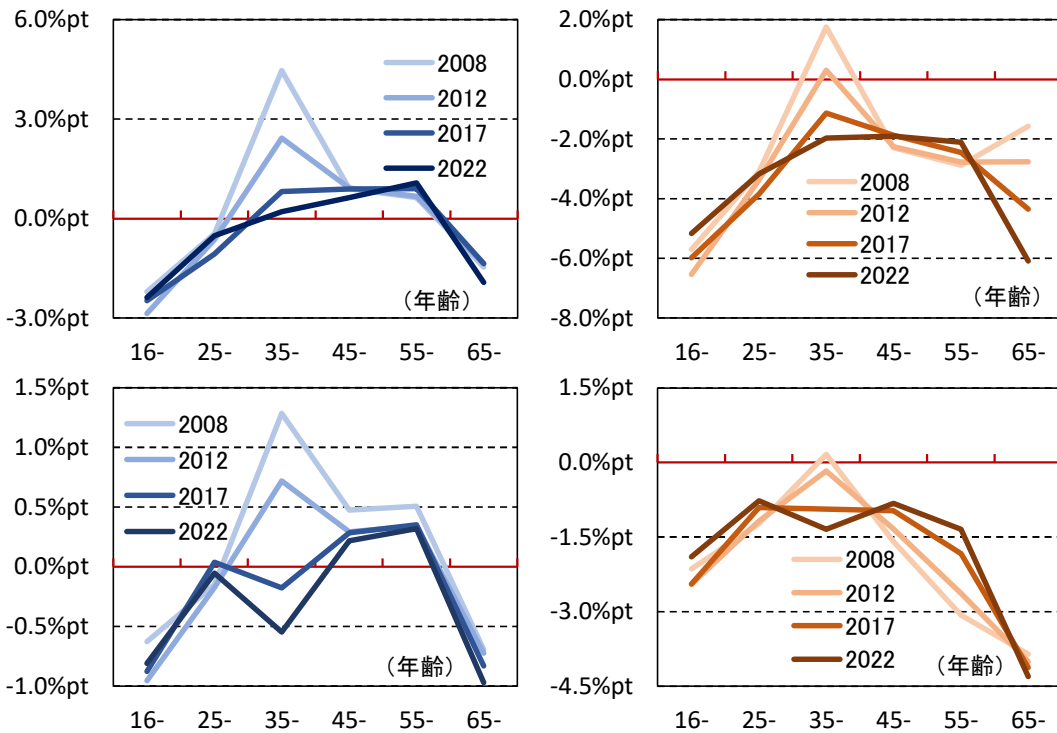 6.0%pt
3.0%pt
0.0%pt
-3.0%pt
2008
2012
2017
2022
（年齢）
16- 25- 35- 45- 55- 65-
2.0%pt
0.0%pt
-2.0%pt
-4.0%pt
-6.0%pt
-8.0%pt
2008
2012
2017
2022
（年齢）
16- 25- 35- 45- 55- 65-
1.5%pt
1.0%pt
0.5%pt
0.0%pt
-0.5%pt
-1.0%pt
2008
2012
2017
2022
（年齢）
16- 25- 35- 45- 55- 65-
1.5%pt
0.0%pt
-1.5%pt
-3.0%pt
-4.5%pt
2008
2012
2017
2022
（年齢）
16- 25- 35- 45- 55- 65-